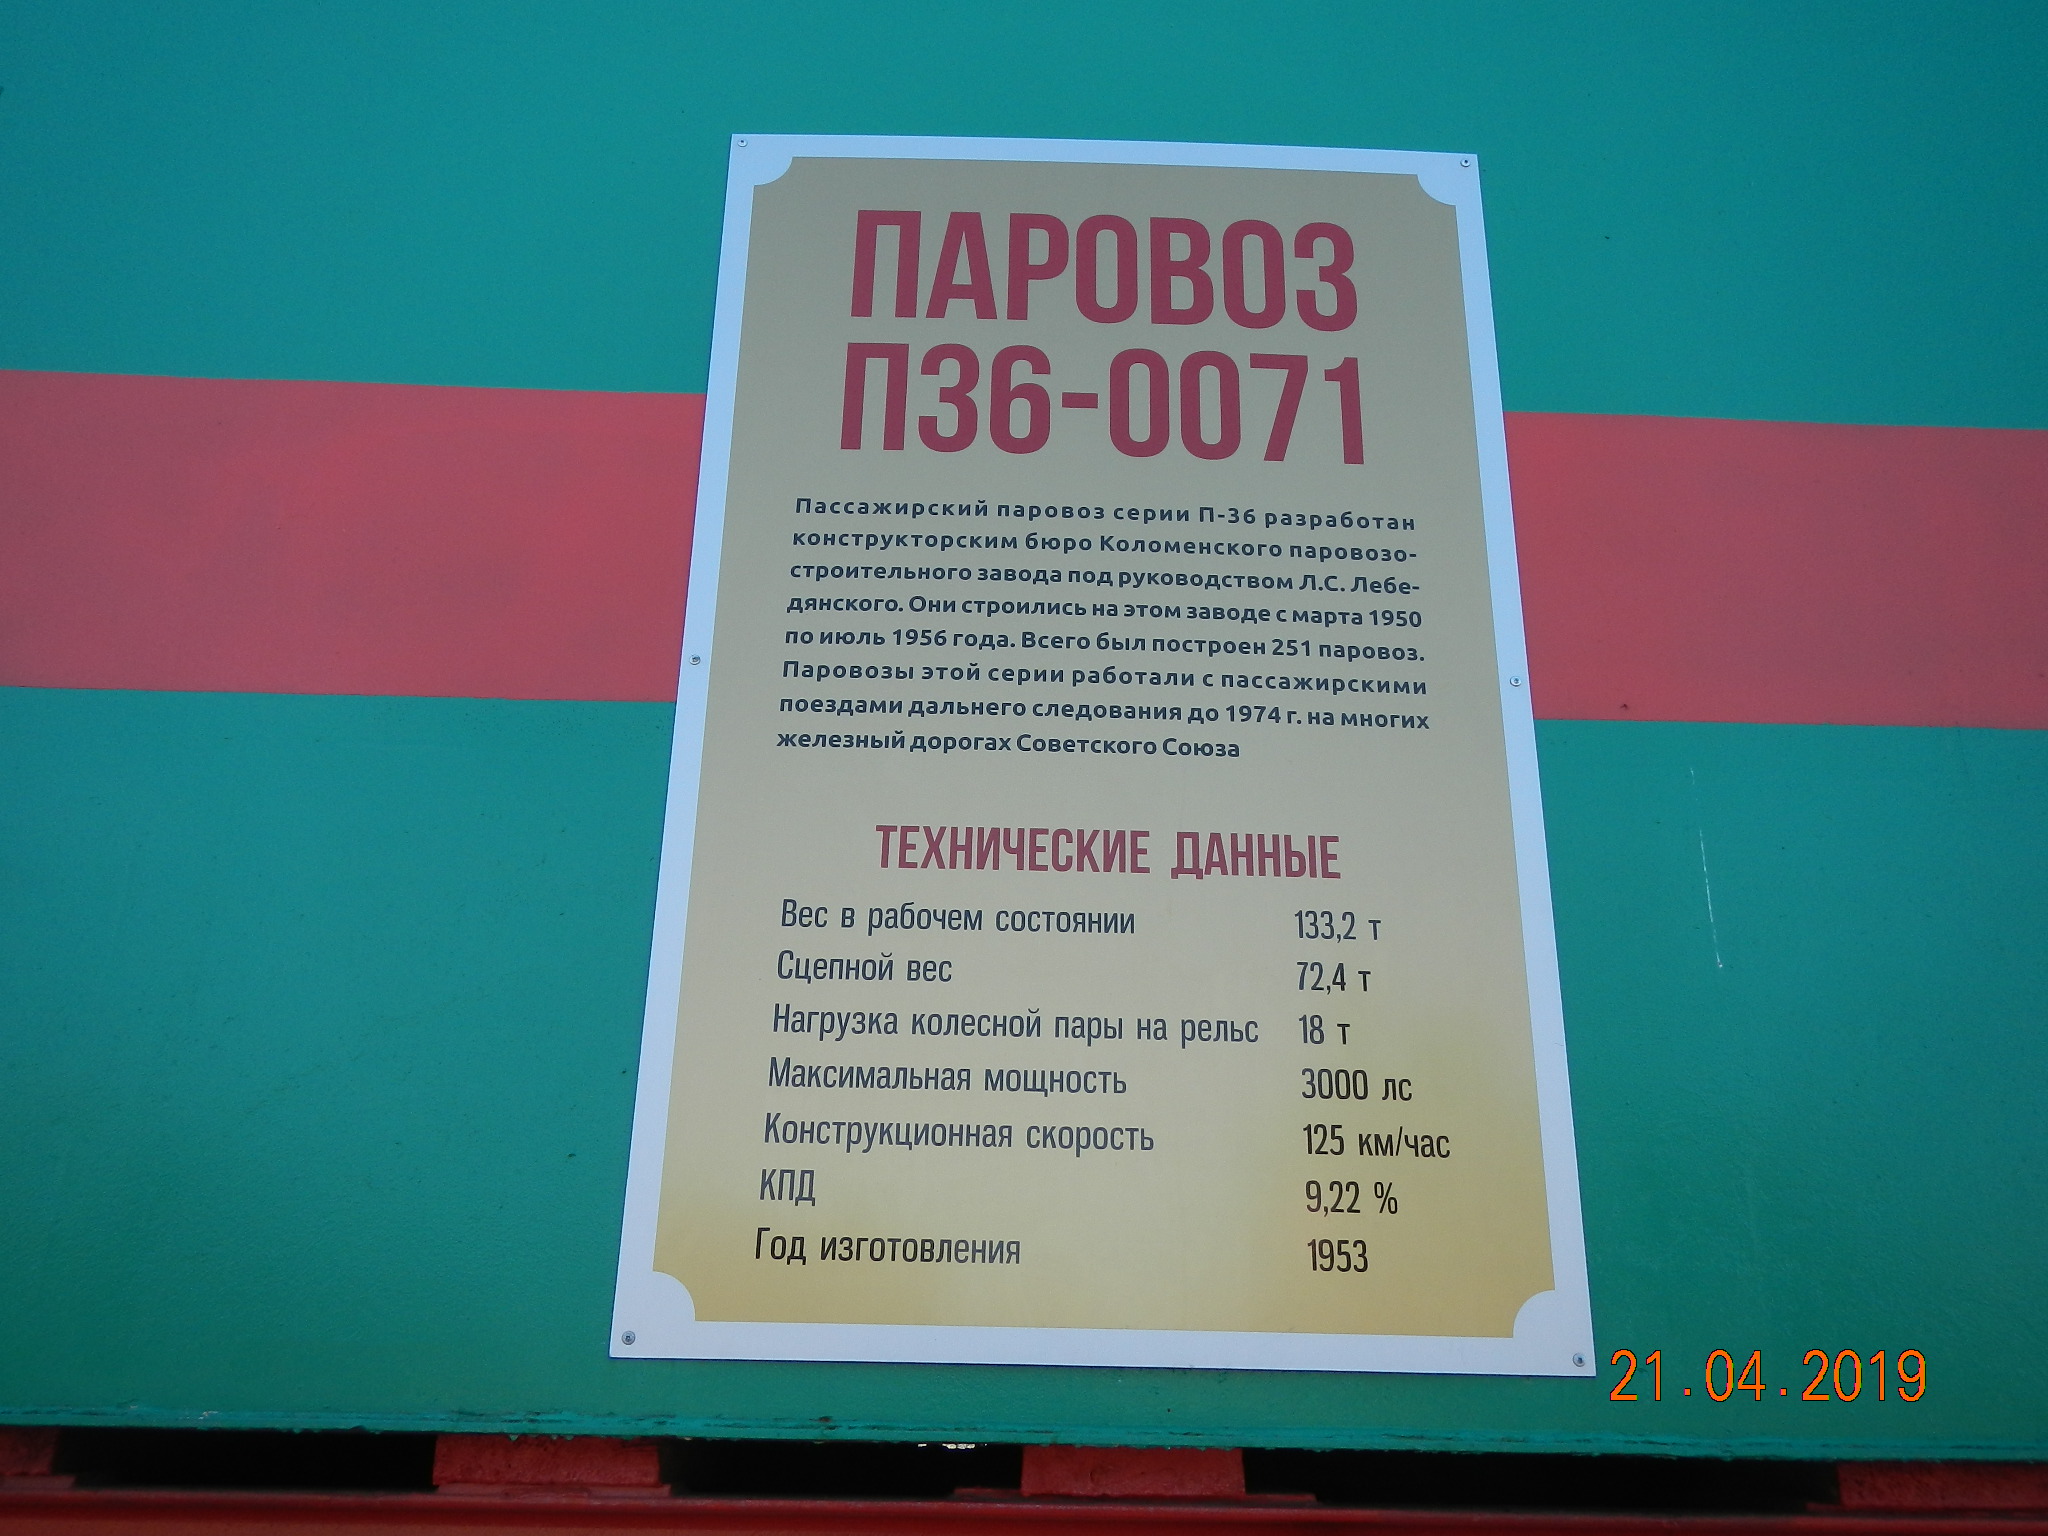 ПАРОВОЗ
П36-0071
Пассажирский паровоз серии П-36 разработан
конструкторским бюро Коломенского паровозо-
строительного завода под руководством Л.С. Лебе-
дянского. Они строились на этом заводе с марта 1950
по июль 1956 года. Всего был построен 251 паровоз.
Паровозы этой серии работали с пассажирскими
поездами дальнего следования до 1974 г. на многих
железный дорогах Советского Союза
ТЕХНИЧЕСКИЕ ДАННЫЕ
Вес в рабочем состоянии 133,2 т
Сцепной вес 72,4 т
Нагрузка колесной пары на рельс 18 т
Максимальная мощность 3000 лс
Конструкционная скорость 125 км/час
КПД 9,22 %
Год изготовления 1953
21.04.2019